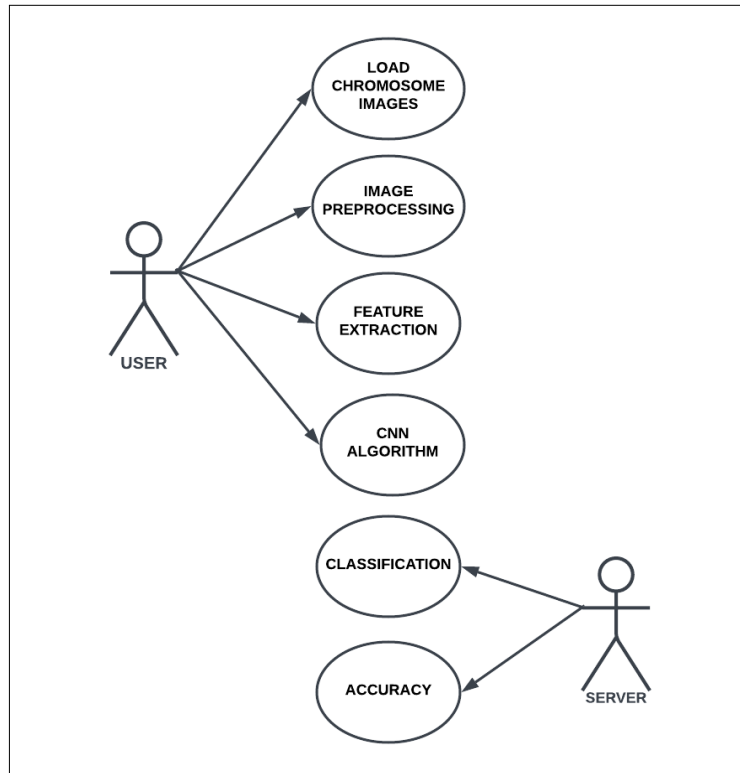 LOAD
CHROMOSOME
IMAGES
IMAGE
PREPROCESSING
USER
FEATURE
EXTRACTION
CNN
ALGORITHM
CLASSIFICATION
ACCURACY
SERVER